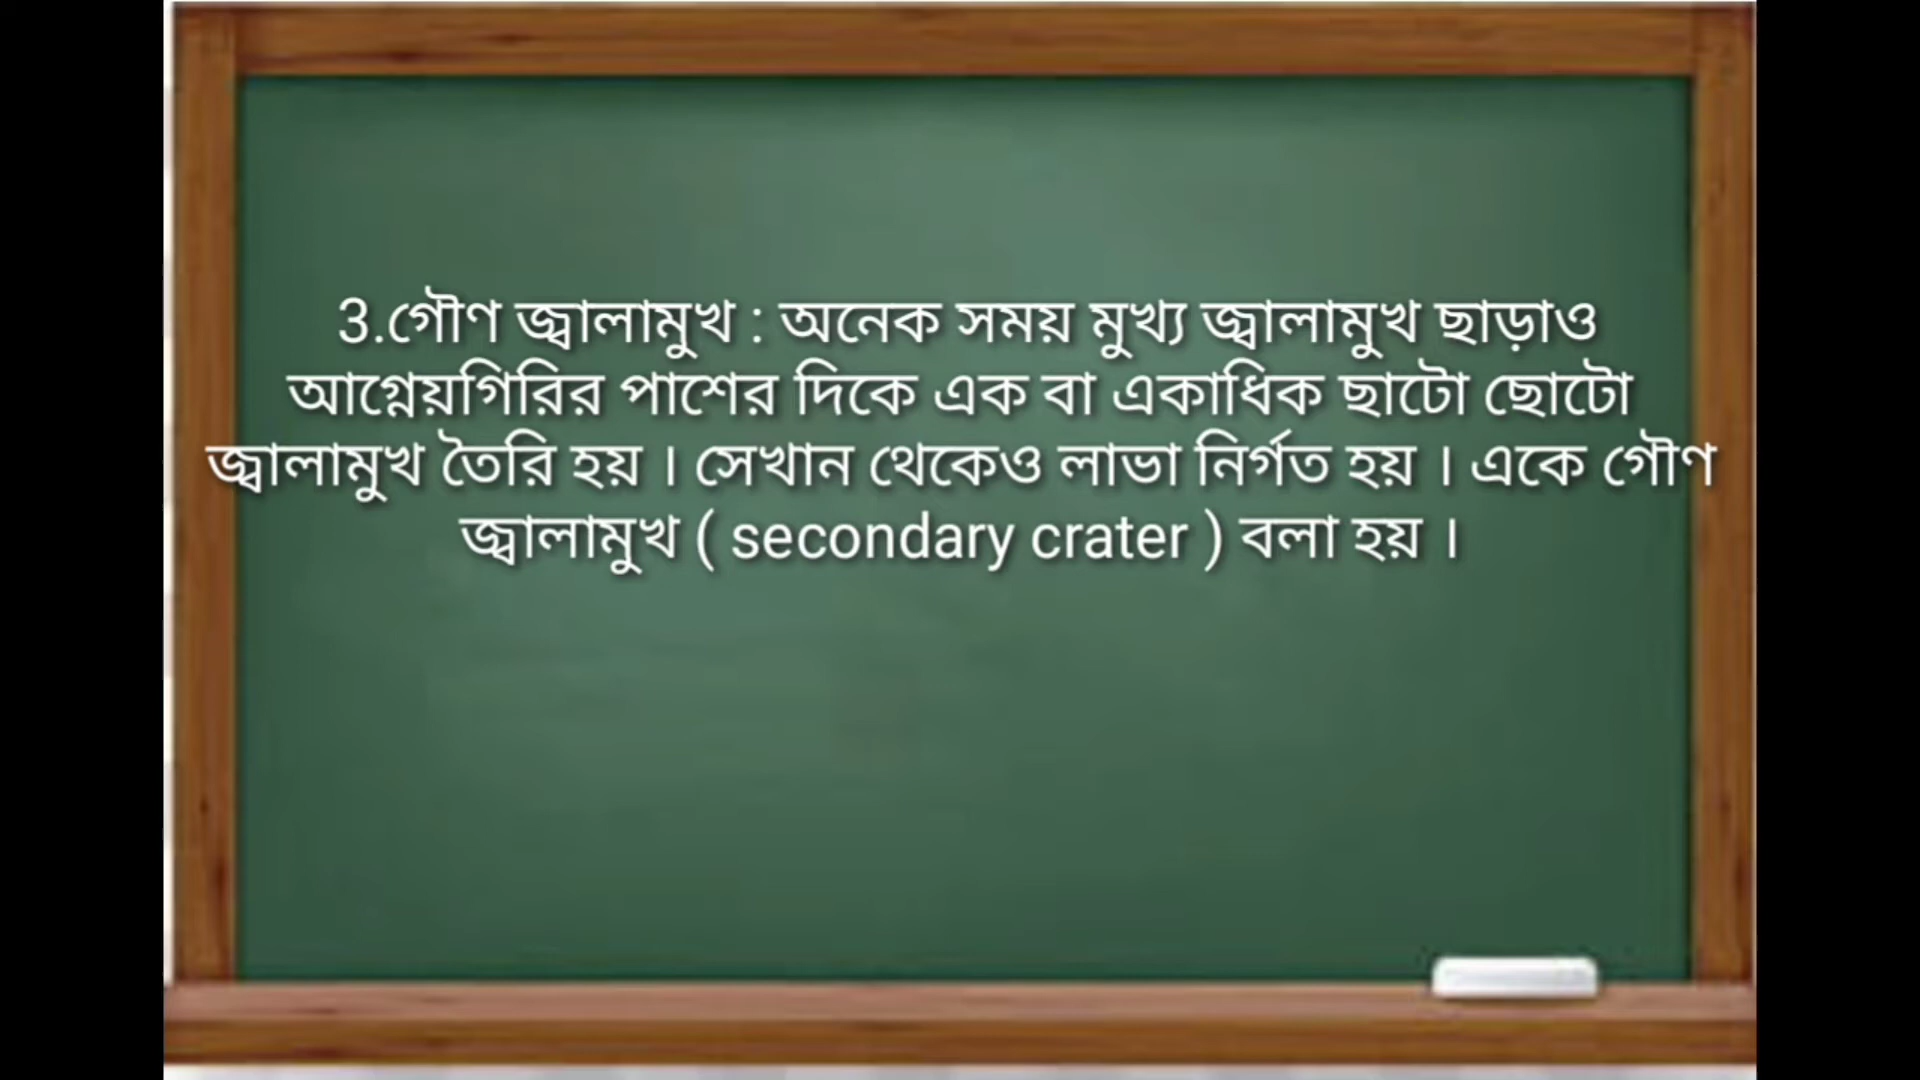 3.গৌণ জ্বালামুখ : অনেক সময় মুখ্য জ্বালামুখ ছাড়াও
আগ্নেয়গিরির পাশের দিকে এক বা একাধিক ছাটো ছোটো
জ্বালামুখ তৈরি হয় । সেখান থেকেও লাভা নির্গত হয় । একে গৌণ
জ্বালামুখ ( secondary crater ) বলা হয় ।